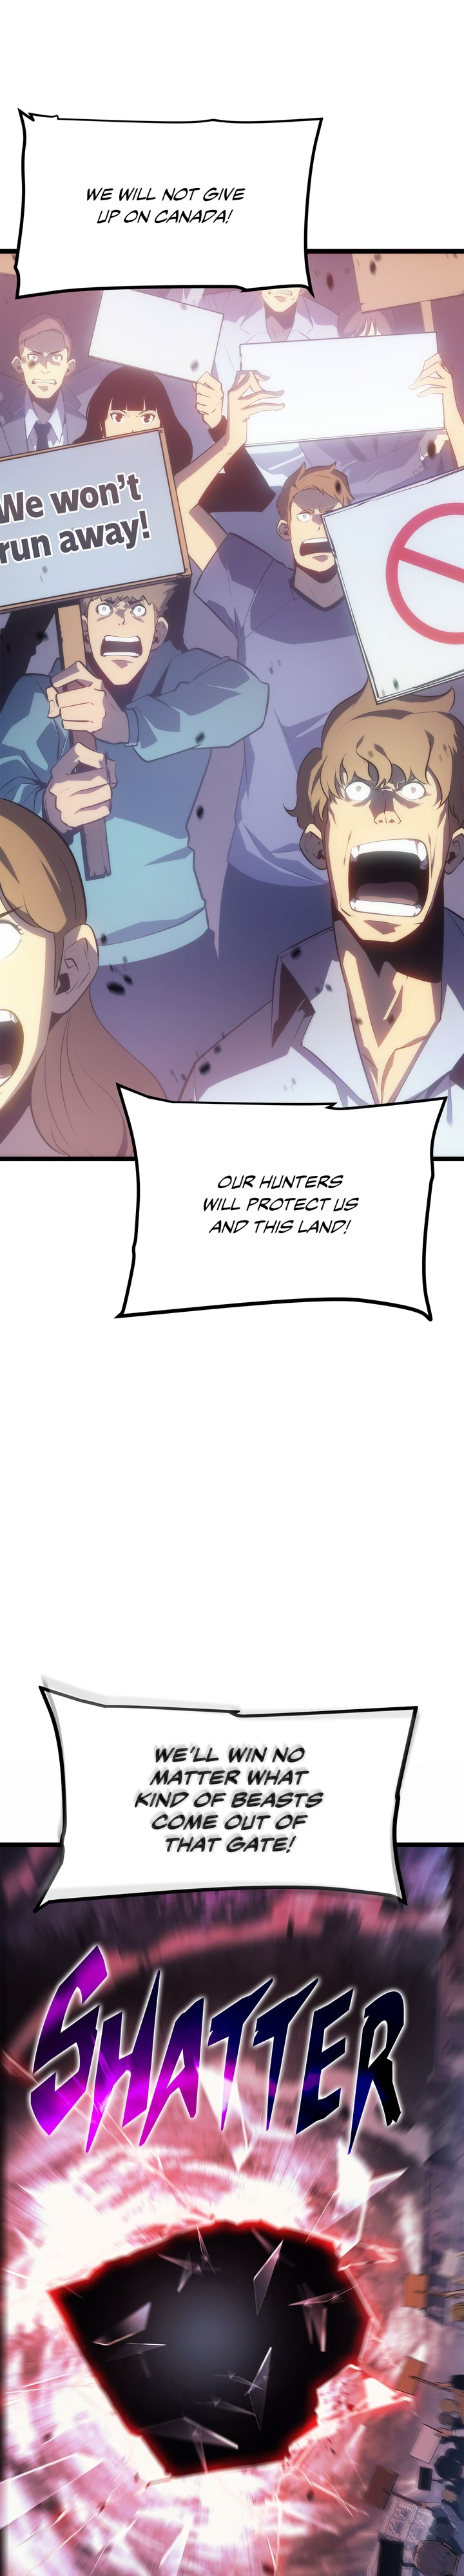 WE WILL NOT GIVE
UP ON CANADA!
We won't
run away!
OUR HUNTERS
WILL PROTECT US
AND THIS LAND!
WE'LL WIN NO
MATTER WHAT
KIND OF BEASTS
COME OUT OF
THAT GATE!
SHATTER